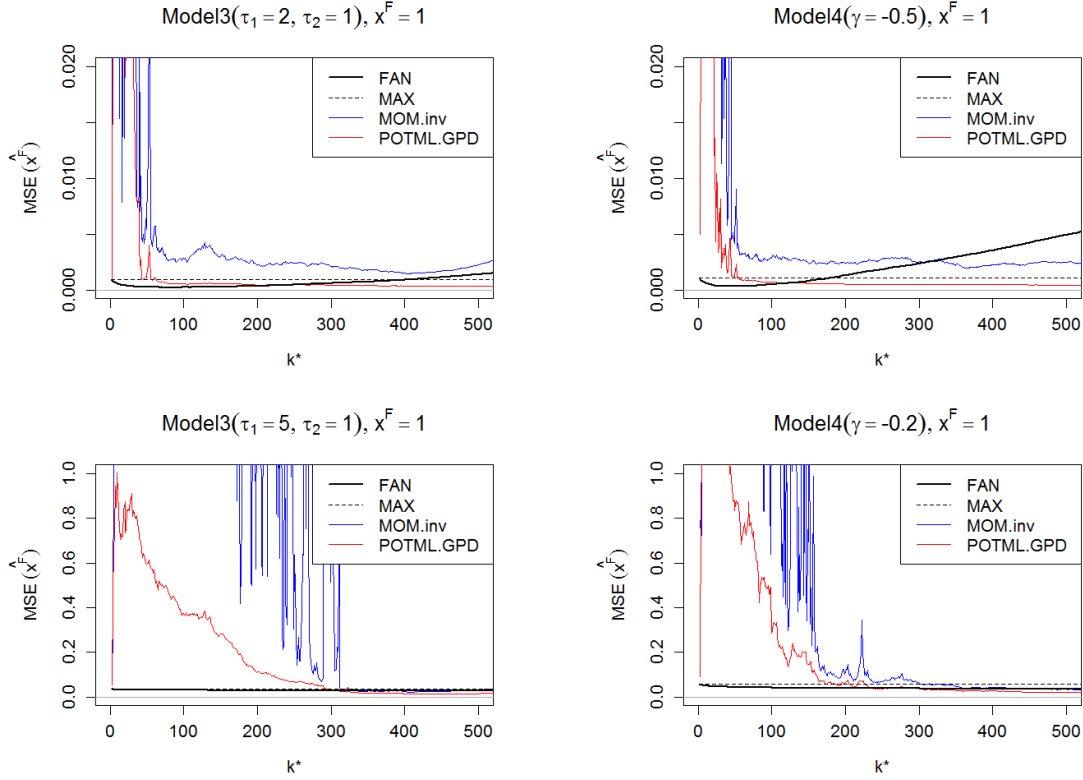 Model3(τ₁ = 2, τ₂ = 1), x^F = 1
MSE (x̂^F)
0.020
0.010
0.000
FAN
MAX
MOM.inv
POTML.GPD
0 100 200 300 400 500
k*
Model4(γ = -0.5), x^F = 1
MSE (x̂^F)
0.020
0.010
0.000
FAN
MAX
MOM.inv
POTML.GPD
0 100 200 300 400 500
k*
Model3(τ₁ = 5, τ₂ = 1), x^F = 1
MSE (x̂^F)
1.0
0.8
0.6
0.4
0.2
0.0
FAN
MAX
MOM.inv
POTML.GPD
0 100 200 300 400 500
k*
Model4(γ = -0.2), x^F = 1
MSE (x̂^F)
1.0
0.8
0.6
0.4
0.2
0.0
FAN
MAX
MOM.inv
POTML.GPD
0 100 200 300 400 500
k*